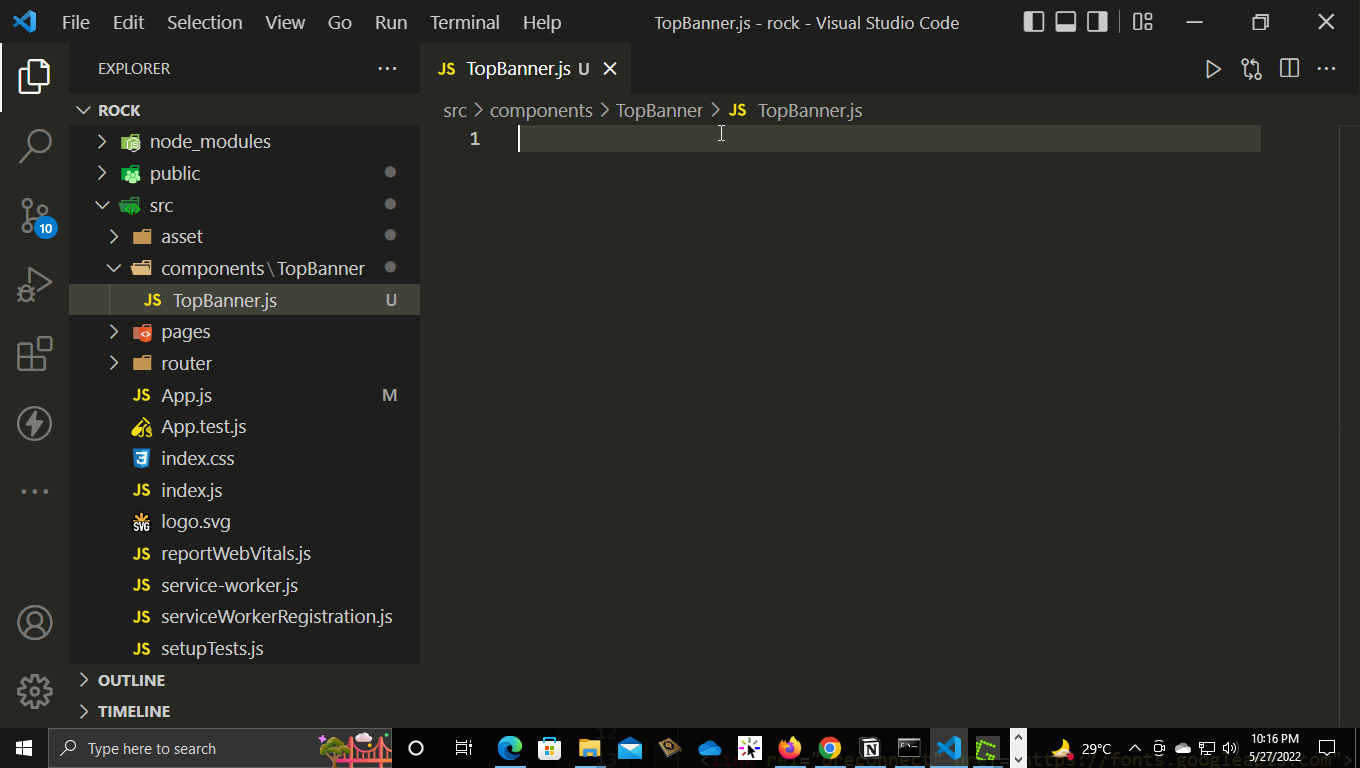 File Edit Selection View Go Run Terminal Help TopBanner.js - rock - Visual Studio Code
EXPLORER
JS TopBanner.js U
ROCK
src > components > TopBanner > JS TopBanner.js
1
node_modules
public
src
10
asset
components\TopBanner
JS TopBanner.js U
pages
router
JS App.js M
App.test.js
3 index.css
JS index.js
SVG logo.svg
JS reportWebVitals.js
JS service-worker.js
JS serviceWorkerRegistration.js
JS setupTests.js
OUTLINE
TIMELINE
12
Type here to search
29°C
10:16 PM
5/27/2022